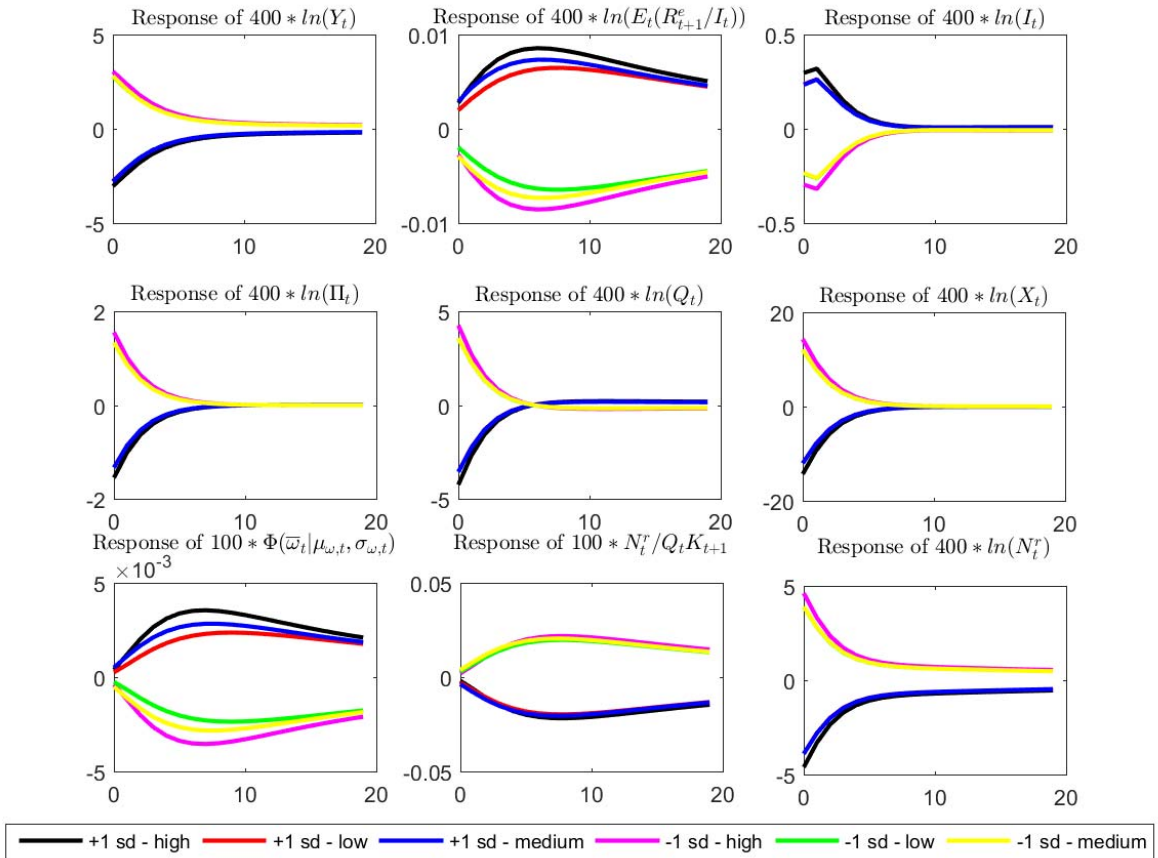 Response of 400 ∗ ln(Y_t)
5
0
-5
0 10 20
Response of 400 ∗ ln(E_t(R^e_{t+1}/I_t))
0.01
0
-0.01
0 10 20
Response of 400 ∗ ln(I_t)
0.5
0
0.5
0 10 20
Response of 400 ∗ ln(Π_t)
2
0
-2
0 10 20
Response of 400 ∗ ln(Q_t)
5
0
-5
0 10 20
Response of 400 ∗ ln(X_t)
20
0
-20
0 10 20
Response of 100 ∗ Φ(ω̅_t|μ_{ω,t}, σ_{ω,t})
×10^{-3}
5
0
-5
0 10 20
Response of 100 ∗ N^r_t/Q_tK_{t+1}
0.05
0
-0.05
0 10 20
Response of 400 ∗ ln(N^r_t)
5
0
-5
0 10 20
+1 sd - high +1 sd - low +1 sd - medium -1 sd - high -1 sd - low -1 sd - medium